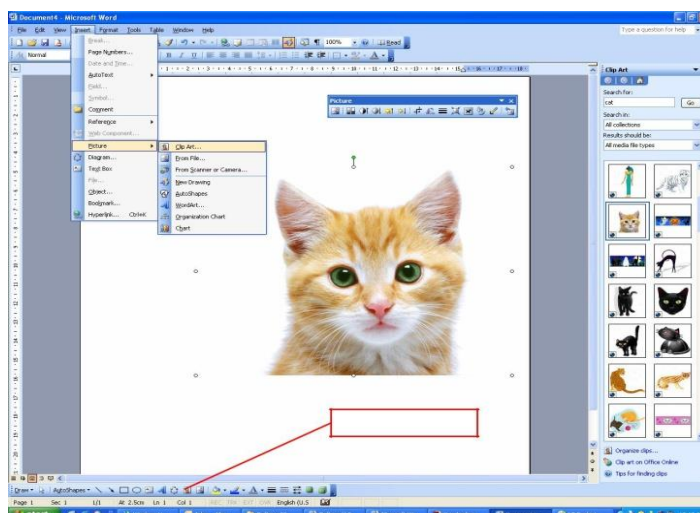 Document4 - Microsoft Word
File Edit View Insert Format Tools Table Window Help
Type a question for help
100%
Read
Normal
Break...
Page Numbers...
Date and Time...
AutoText
Field...
Symbol...
Comment
Reference
Web Component...
Picture
Diagram...
Text Box
File...
Object...
Bookmark...
Hyperlink... Ctrl+K
Clip Art...
From File...
From Scanner or Camera...
New Drawing
AutoShapes
WordArt...
Organization Chart
Chart
Picture
Clip Art
Search for:
cat
Go
Search in:
All collections
Results should be:
All media file types
Organize clips...
Clip art on Office Online
Tips for finding clips
Draw AutoShapes
Page 1 Sec 1 1/1 At 2.5cm Ln 1 Col 1 REC TRK EXT OVR English (U.S